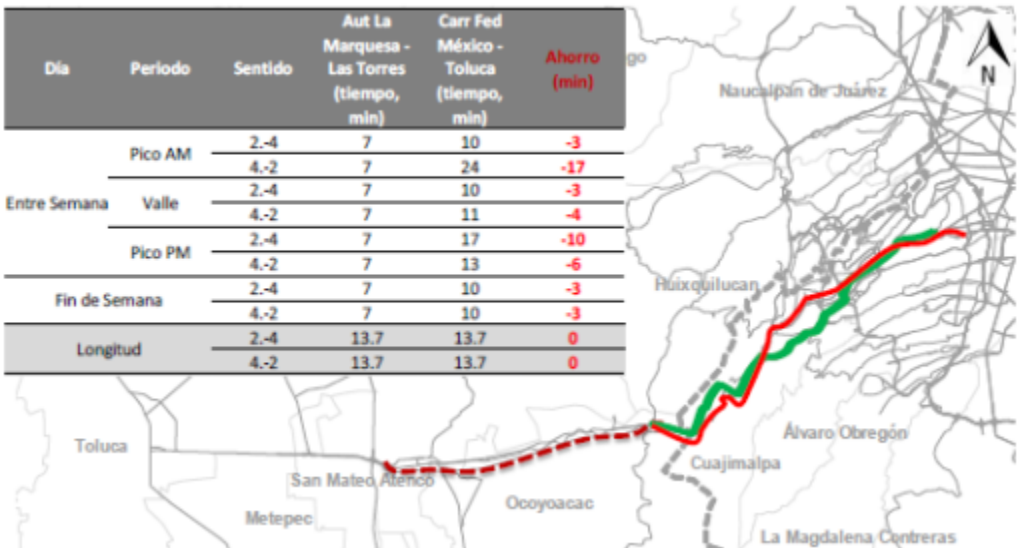 Día Periodo Sentido Aut La Marquesa - Las Torres (tiempo, min) Carr Fed México - Toluca (tiempo, min) Ahorro (min)
Entre Semana Pico AM 2.-4 7 10 -3
4.-2 7 24 -17
Valle 2.-4 7 10 -3
4.-2 7 11 -4
Pico PM 2.-4 7 17 -10
4.-2 7 13 -6
Fin de Semana 2.-4 7 10 -3
4.-2 7 10 -3
Longitud 2.-4 13.7 13.7 0
4.-2 13.7 13.7 0
go
N
Naucalpan de Juárez
Huixquilucan
Álvaro Obregón
Toluca
Cuajimalpa
San Mateo Atenco
Ocoyoacac
Metepec
La Magdalena Contreras